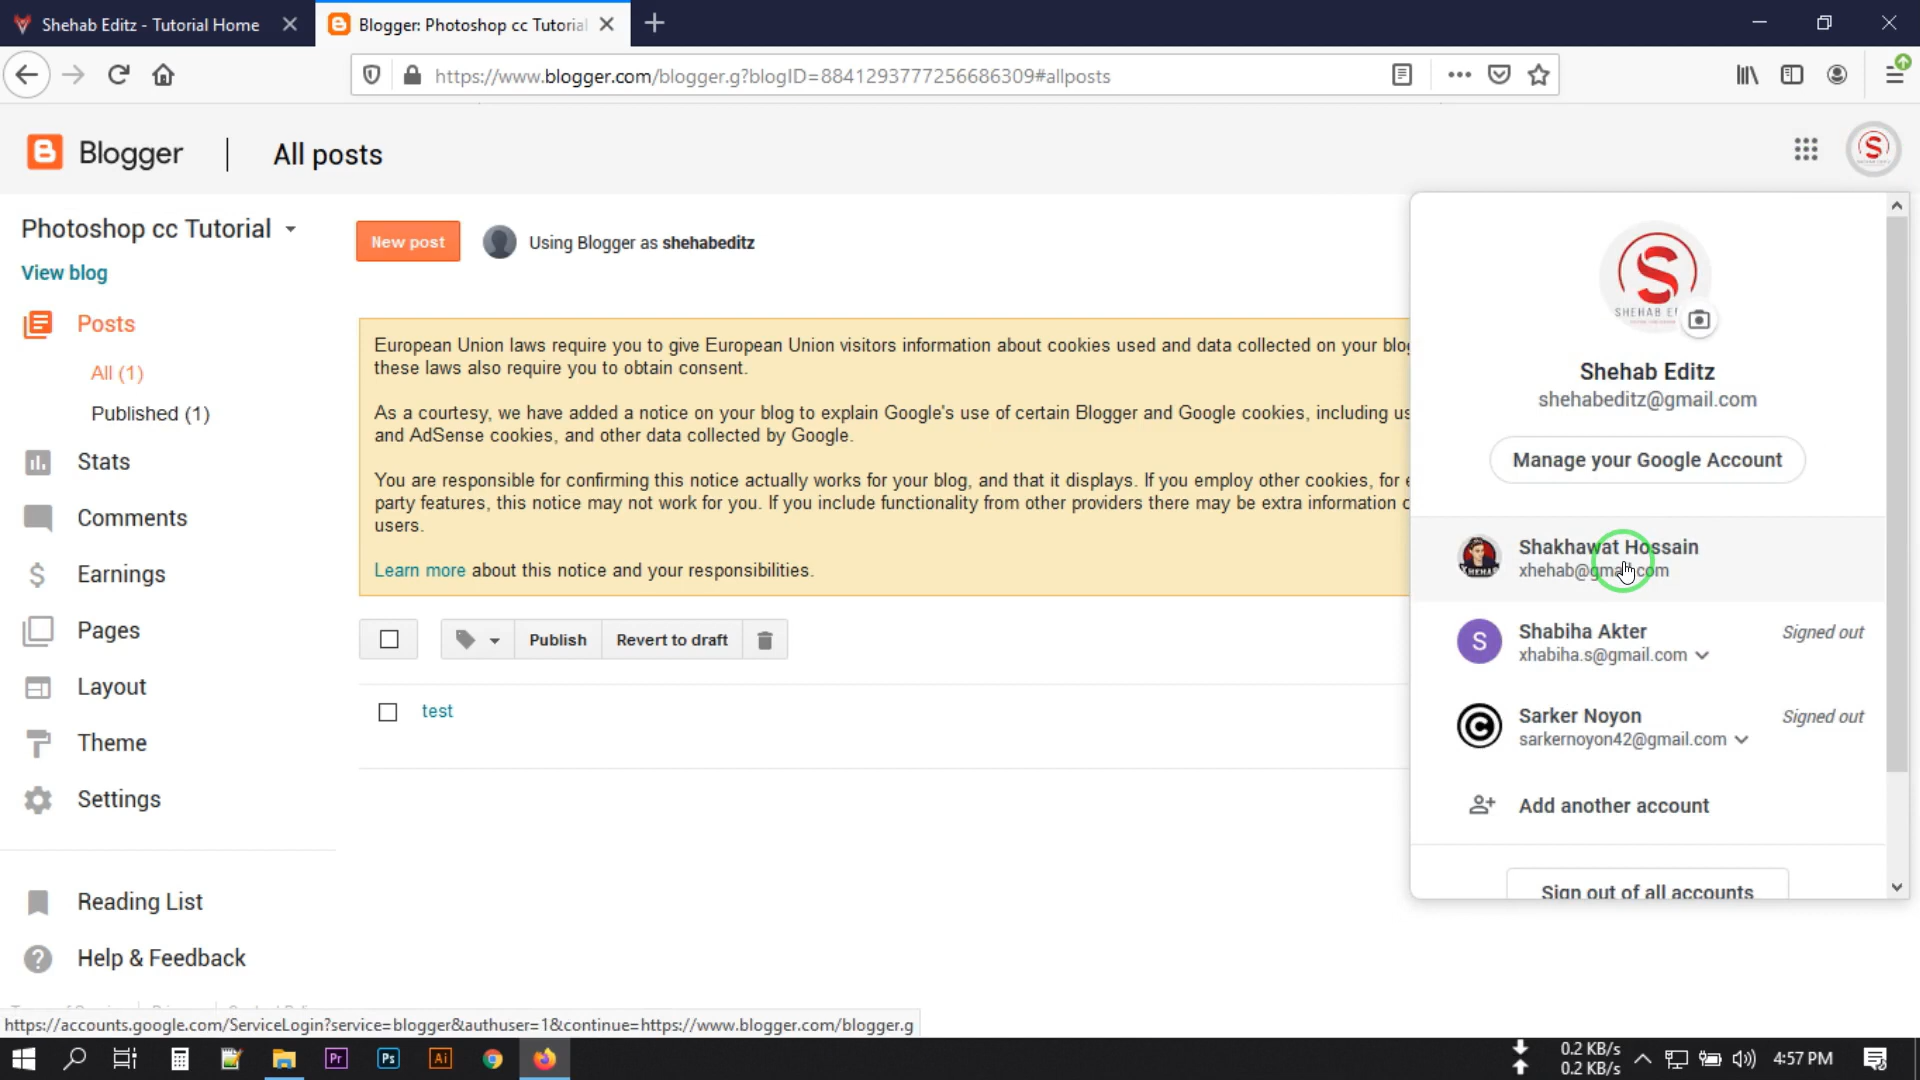 Shehab Editz - Tutorial Home
Blogger: Photoshop cc Tutorial
https://www.blogger.com/blogger.g?blogID=8841293777256686309#allposts
Blogger
All posts
Photoshop cc Tutorial
View blog
New post
Using Blogger as shehabeditz
Posts
All (1)
Published (1)
Stats
Comments
Earnings
Pages
Layout
Theme
Settings
Reading List
Help & Feedback
European Union laws require you to give European Union visitors information about cookies used and data collected on your blog
these laws also require you to obtain consent.
As a courtesy, we have added a notice on your blog to explain Google's use of certain Blogger and Google cookies, including us
and AdSense cookies, and other data collected by Google.
You are responsible for confirming this notice actually works for your blog, and that it displays. If you employ other cookies, for e
party features, this notice may not work for you. If you include functionality from other providers there may be extra information c
users.
Learn more about this notice and your responsibilities.
Publish
Revert to draft
test
SHEHAB E
Shehab Editz
shehabeditz@gmail.com
Manage your Google Account
Shakhawat Hossain
xhehab@gmail.com
S
Shabiha Akter
Signed out
xhabiha.s@gmail.com
Sarker Noyon
Signed out
sarkernoyon42@gmail.com
Add another account
Sign out of all accounts
https://accounts.google.com/ServiceLogin?service=blogger&authuser=1&continue=https://www.blogger.com/blogger.g
Pr
Ps
Ai
0.2 KB/s
0.2 KB/s
4:57 PM